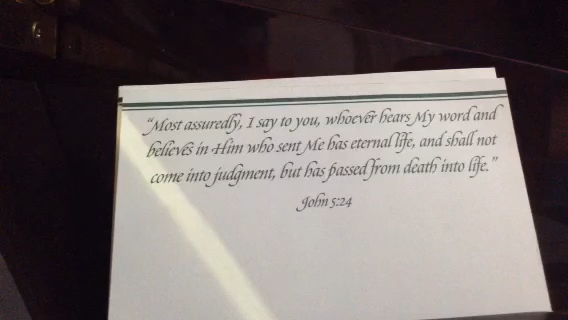 “Most assuredly, I say to you, whoever hears My word and
believes in Him who sent Me has eternal life, and shall not
come into judgment, but has passed from death into life.”
John 5:24